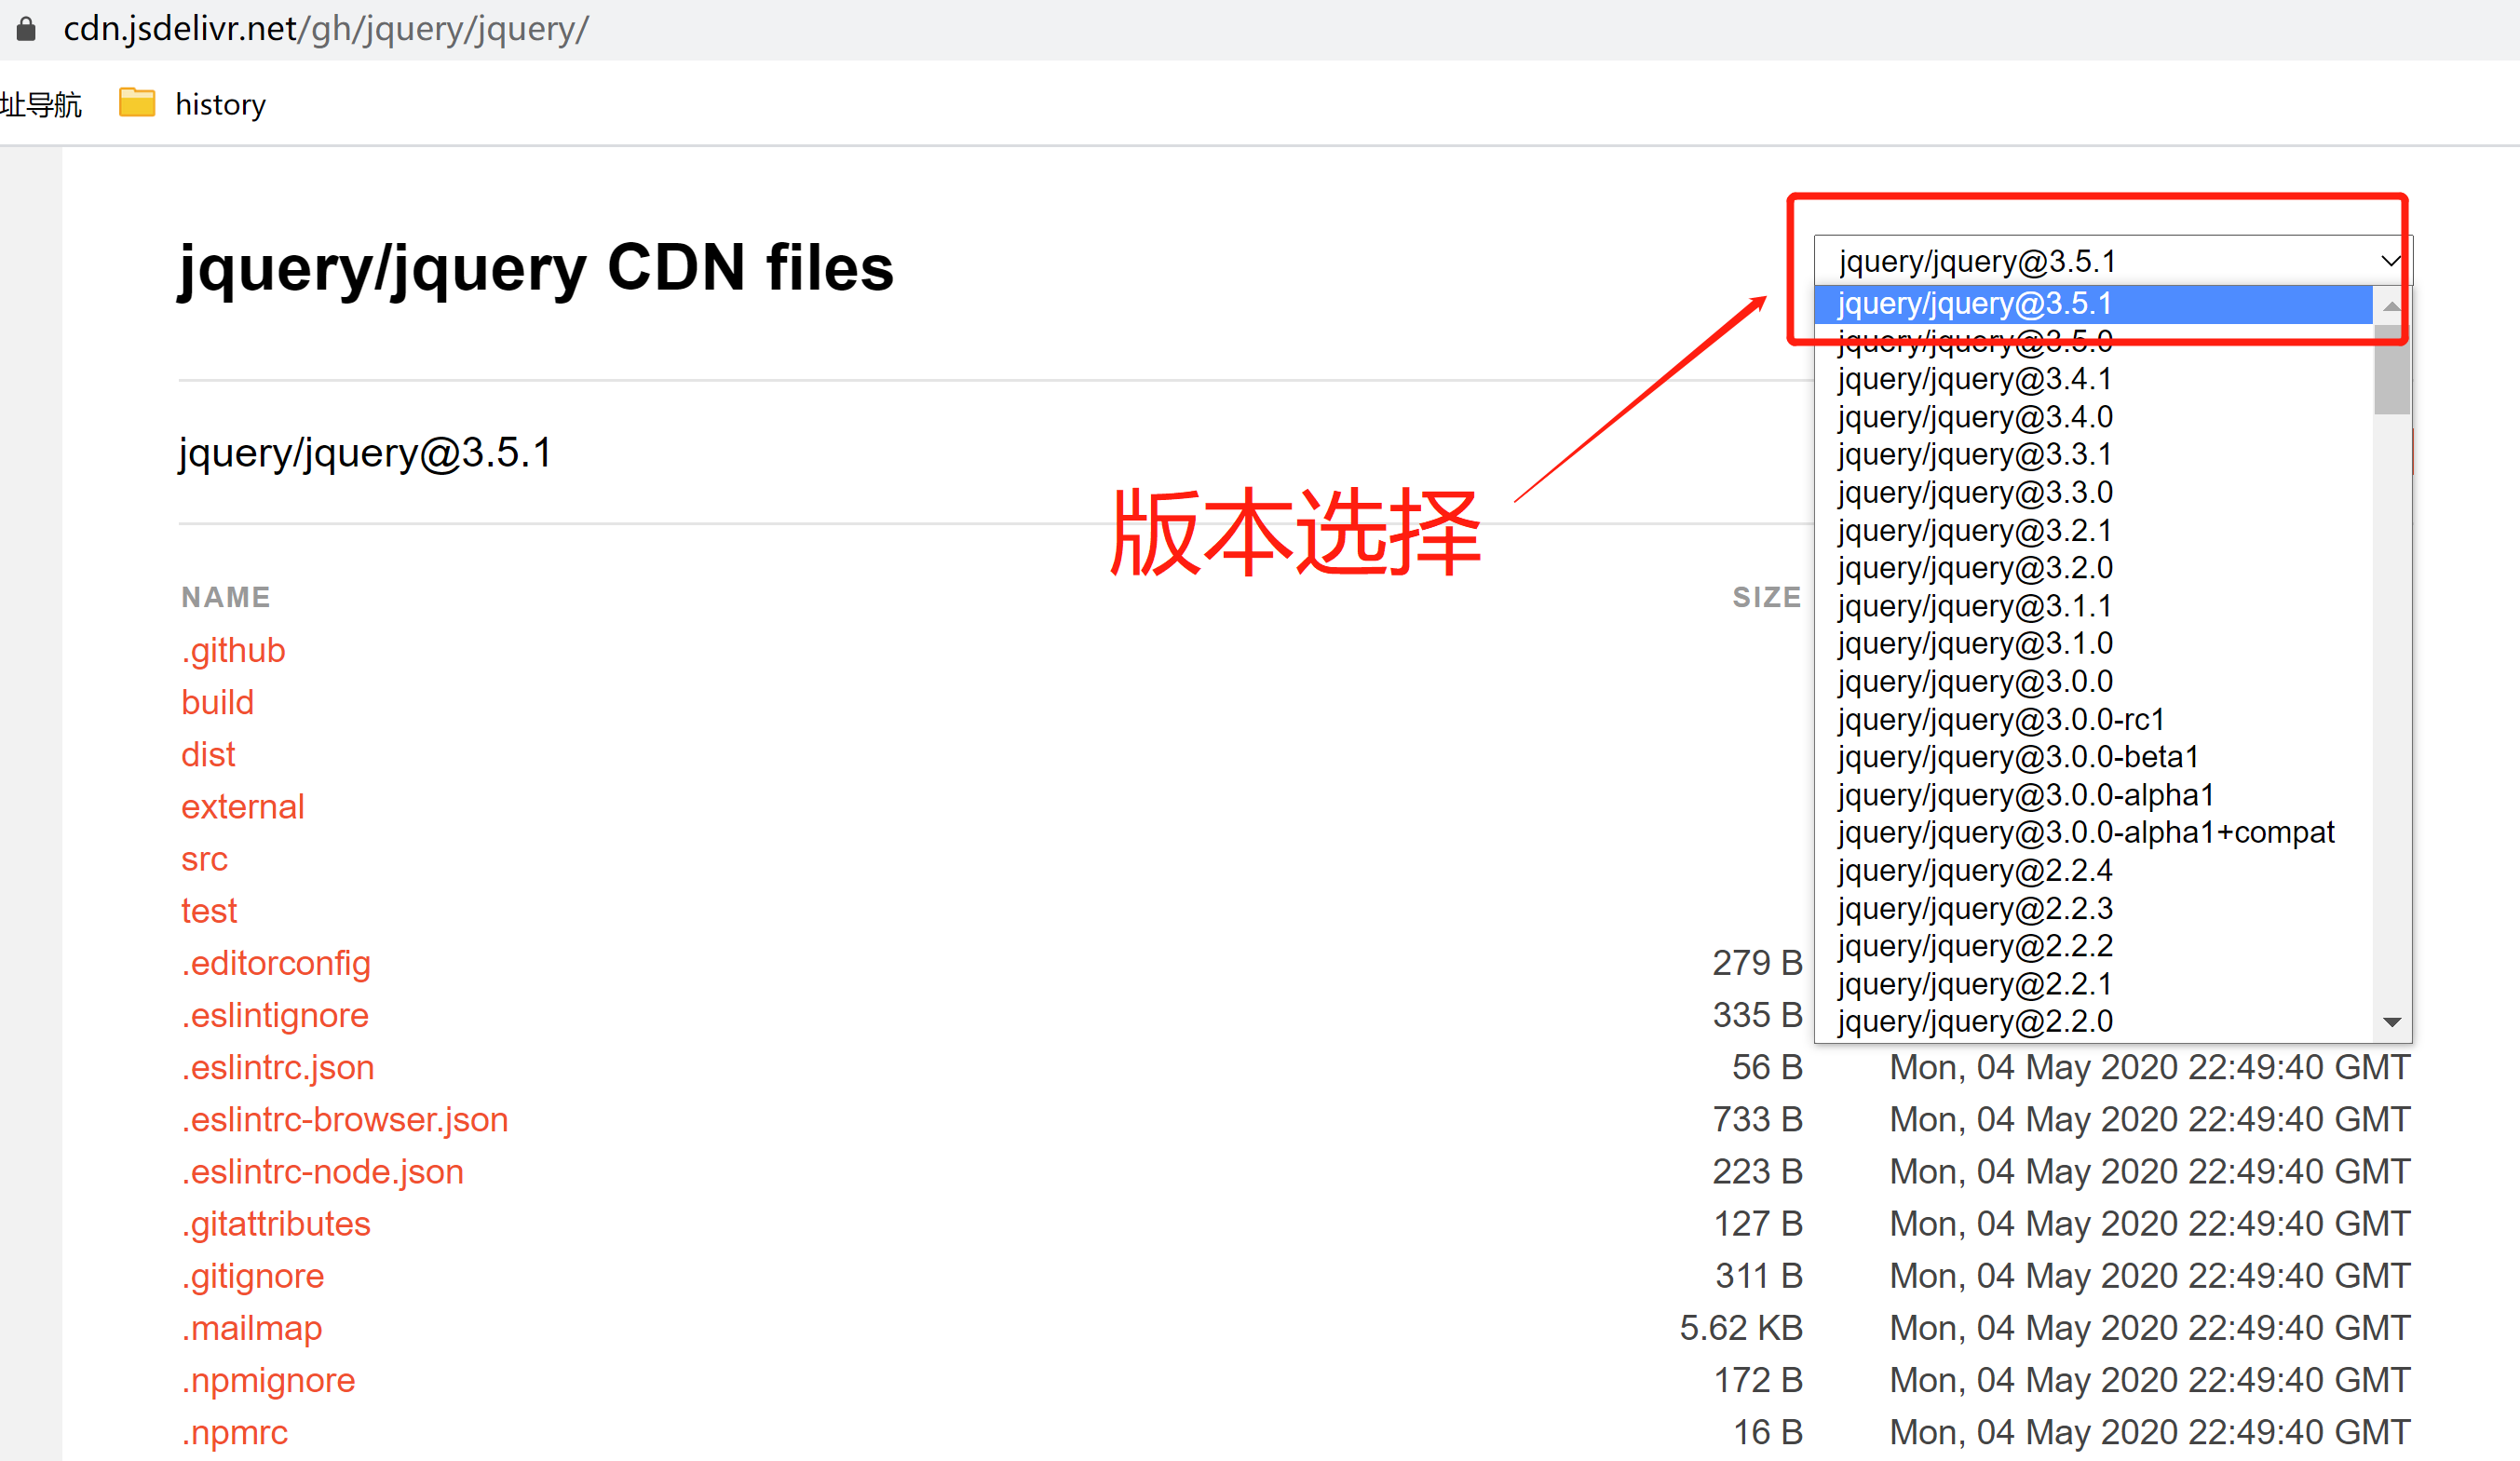 cdn.jsdelivr.net/gh/jquery/jquery/
址导航 history
jquery/jquery CDN files
jquery/jquery@3.5.1
jquery/jquery@3.5.1
jquery/jquery@3.5.0
jquery/jquery@3.4.1
jquery/jquery@3.4.0
jquery/jquery@3.3.1
jquery/jquery@3.3.0
jquery/jquery@3.2.1
jquery/jquery@3.2.0
jquery/jquery@3.1.1
jquery/jquery@3.1.0
jquery/jquery@3.0.0
jquery/jquery@3.0.0-rc1
jquery/jquery@3.0.0-beta1
jquery/jquery@3.0.0-alpha1
jquery/jquery@3.0.0-alpha1+compat
jquery/jquery@2.2.4
jquery/jquery@2.2.3
jquery/jquery@2.2.2
jquery/jquery@2.2.1
jquery/jquery@2.2.0
版本选择
jquery/jquery@3.5.1
NAME SIZE
.github
build
dist
external
src
test
.editorconfig 279 B
.eslintignore 335 B
.eslintrc.json 56 B Mon, 04 May 2020 22:49:40 GMT
.eslintrc-browser.json 733 B Mon, 04 May 2020 22:49:40 GMT
.eslintrc-node.json 223 B Mon, 04 May 2020 22:49:40 GMT
.gitattributes 127 B Mon, 04 May 2020 22:49:40 GMT
.gitignore 311 B Mon, 04 May 2020 22:49:40 GMT
.mailmap 5.62 KB Mon, 04 May 2020 22:49:40 GMT
.npmignore 172 B Mon, 04 May 2020 22:49:40 GMT
.npmrc 16 B Mon, 04 May 2020 22:49:40 GMT